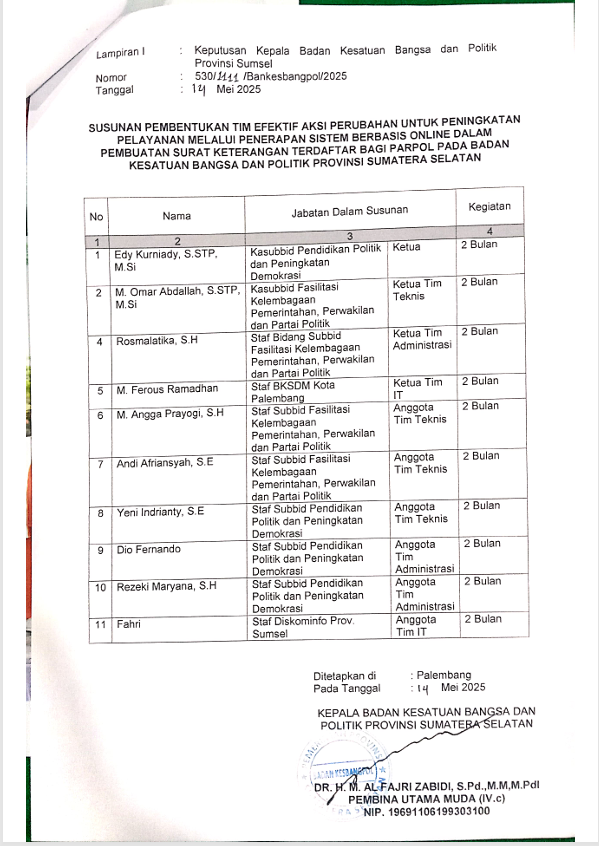 Lampiran I : Keputusan Kepala Badan Kesatuan Bangsa dan Politik
Provinsi Sumsel
Nomor : 530/1111/Bankesbangpol/2025
Tanggal : 14 Mei 2025
SUSUNAN PEMBENTUKAN TIM EFEKTIF AKSI PERUBAHAN UNTUK PENINGKATAN
PELAYANAN MELALUI PENERAPAN SISTEM BERBASIS ONLINE DALAM
PEMBUATAN SURAT KETERANGAN TERDAFTAR BAGI PARPOL PADA BADAN
KESATUAN BANGSA DAN POLITIK PROVINSI SUMATERA SELATAN
No Nama Jabatan Dalam Susunan Kegiatan
1 2 3 4
1 Edy Kurniady, S.STP, Kasubbid Pendidikan Politik Ketua 2 Bulan
M.Si dan Peningkatan
Demokrasi
2 M. Omar Abdallah, S.STP, Kasubbid Fasilitasi Ketua Tim 2 Bulan
M.Si Kelembagaan Teknis
Pemerintahan, Perwakilan
dan Partai Politik
4 Rosmalatika, S.H Staf Bidang Subbid Ketua Tim 2 Bulan
Fasilitasi Kelembagaan Administrasi
Pemerintahan, Perwakilan
dan Partai Politik
5 M. Ferous Ramadhan Staf BKSDM Kota Ketua Tim 2 Bulan
Palembang IT
6 M. Angga Prayogi, S.H Staf Subbid Fasilitasi Anggota 2 Bulan
Kelembagaan Tim Teknis
Pemerintahan, Perwakilan
dan Partai Politik
7 Andi Afriansyah, S.E Staf Subbid Fasilitasi Anggota 2 Bulan
Kelembagaan Tim Teknis
Pemerintahan, Perwakilan
dan Partai Politik
8 Yeni Indrianty, S.E Staf Subbid Pendidikan Anggota 2 Bulan
Politik dan Peningkatan Tim Teknis
Demokrasi
9 Dio Fernando Staf Subbid Pendidikan Anggota 2 Bulan
Politik dan Peningkatan Tim
Demokrasi Administrasi
10 Rezeki Maryana, S.H Staf Subbid Pendidikan Anggota 2 Bulan
Politik dan Peningkatan Tim
Demokrasi Administrasi
11 Fahri Staf Diskominfo Prov. Anggota 2 Bulan
Sumsel Tim IT
Ditetapkan di : Palembang
Pada Tanggal : 14 Mei 2025
KEPALA BADAN KESATUAN BANGSA DAN
POLITIK PROVINSI SUMATERA SELATAN
BADAN KESBANGPOL
DR. H. M. AL FAJRI ZABIDI, S.Pd.,M.M,M.PdI
PEMBINA UTAMA MUDA (IV.c)
NIP. 19691106199303100